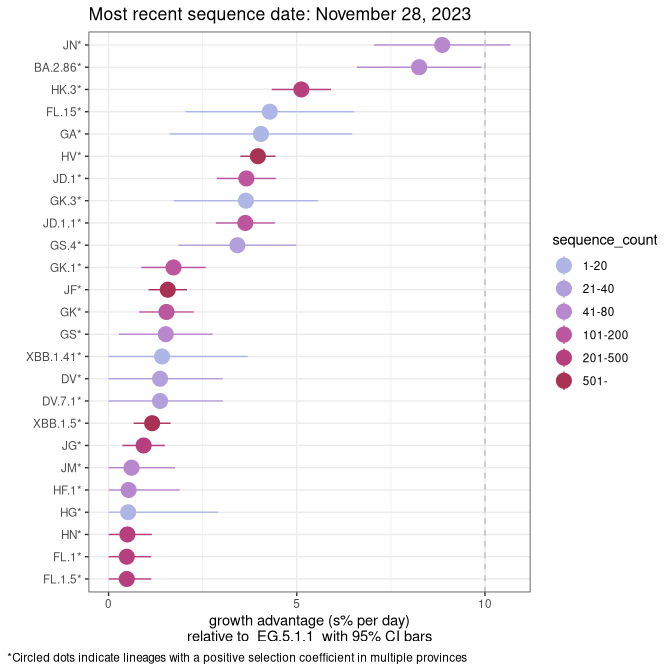 Most recent sequence date: November 28, 2023
JN*
BA.2.86*
HK.3*
FL.15*
GA*
HV*
JD.1*
GK.3*
JD.1.1*
GS.4*
GK.1*
JF*
GK*
GS*
XBB.1.41*
DV*
DV.7.1*
XBB.1.5*
JG*
JM*
HF.1*
HG*
HN*
FL.1*
FL.1.5*
0 5 10
growth advantage (s% per day)
relative to EG.5.1.1 with 95% CI bars
sequence_count
1-20
21-40
41-80
101-200
201-500
501-
*Circled dots indicate lineages with a positive selection coefficient in multiple provinces